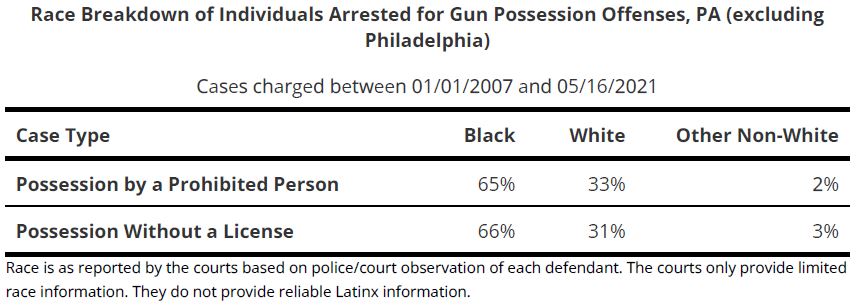 Race Breakdown of Individuals Arrested for Gun Possession Offenses, PA (excluding
Philadelphia)
Cases charged between 01/01/2007 and 05/16/2021
Case Type Black White Other Non-White
Possession by a Prohibited Person 65% 33% 2%
Possession Without a License 66% 31% 3%
Race is as reported by the courts based on police/court observation of each defendant. The courts only provide limited
race information. They do not provide reliable Latinx information.